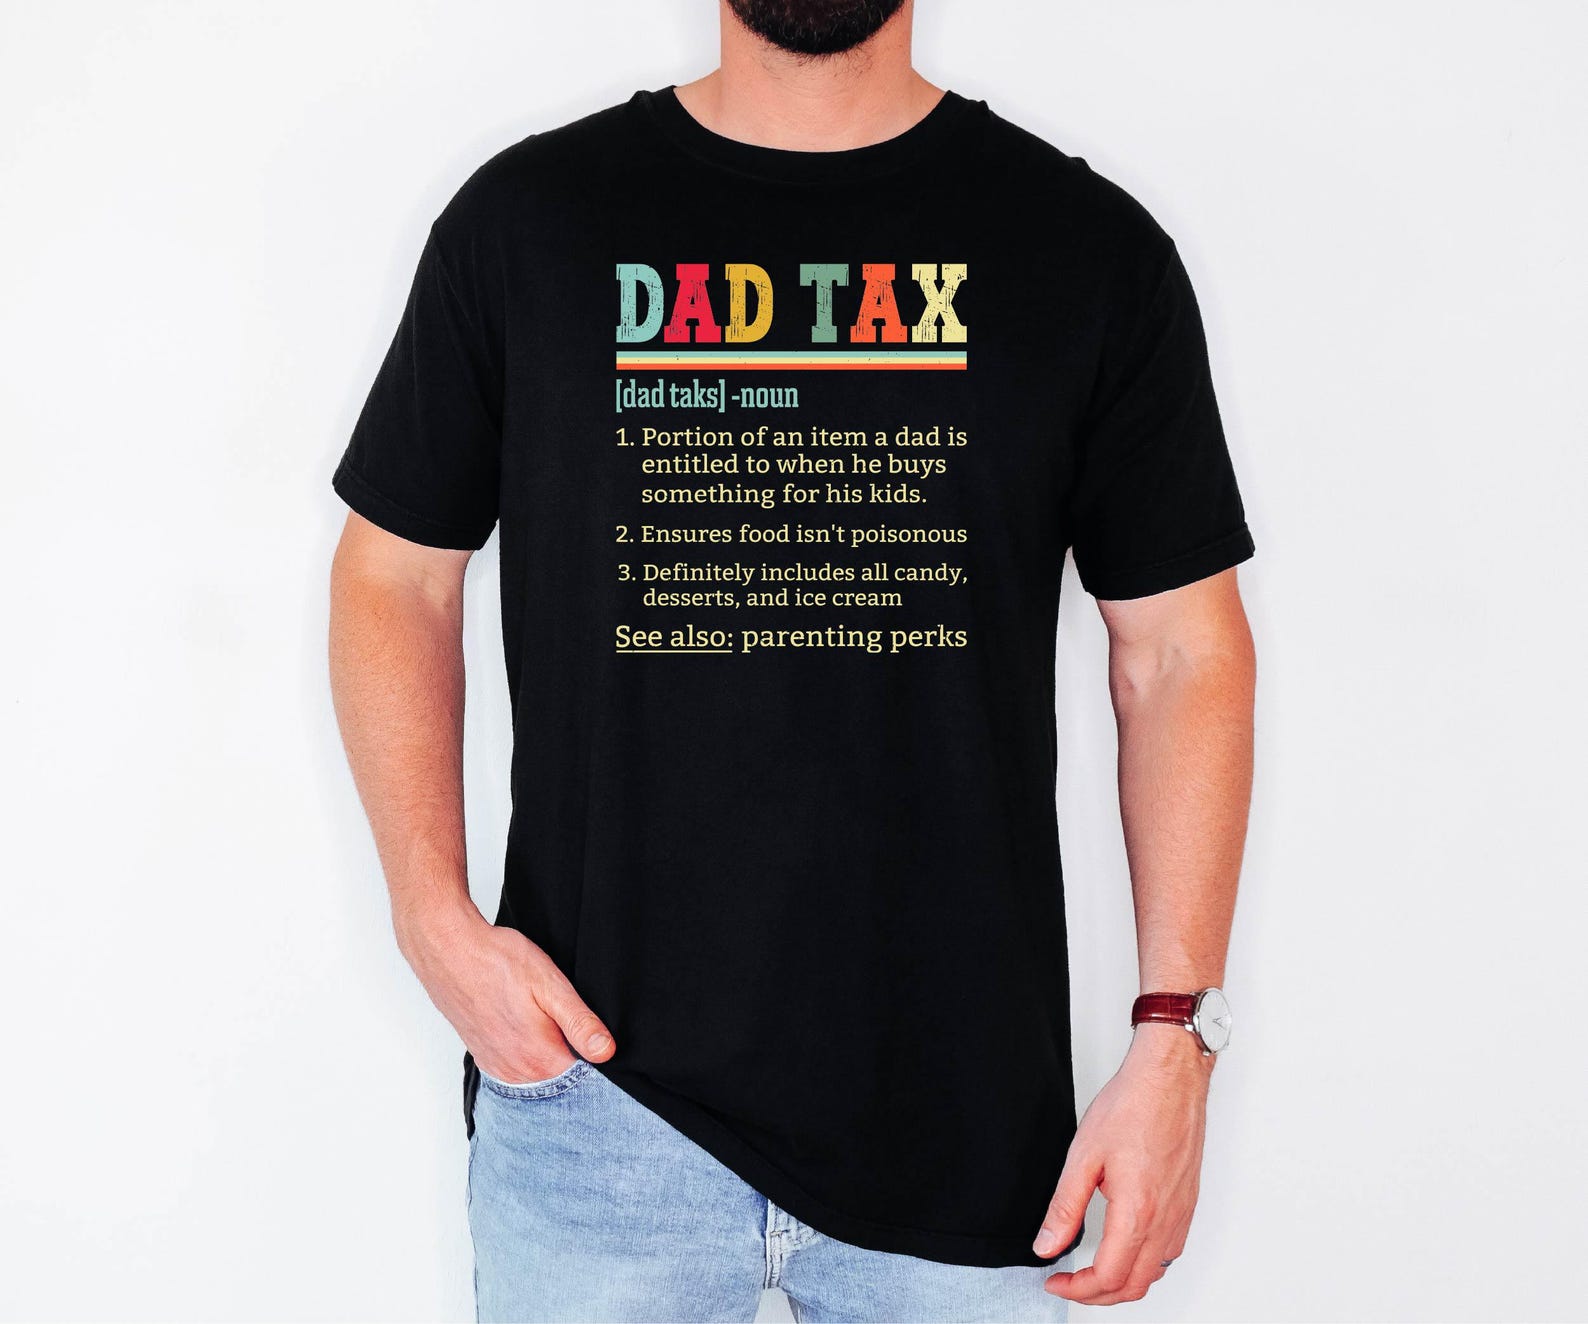 DAD TAX
[dad taks] -noun
1. Portion of an item a dad is
entitled to when he buys
something for his kids.
2. Ensures food isn't poisonous
3. Definitely includes all candy,
desserts, and ice cream
See also: parenting perks